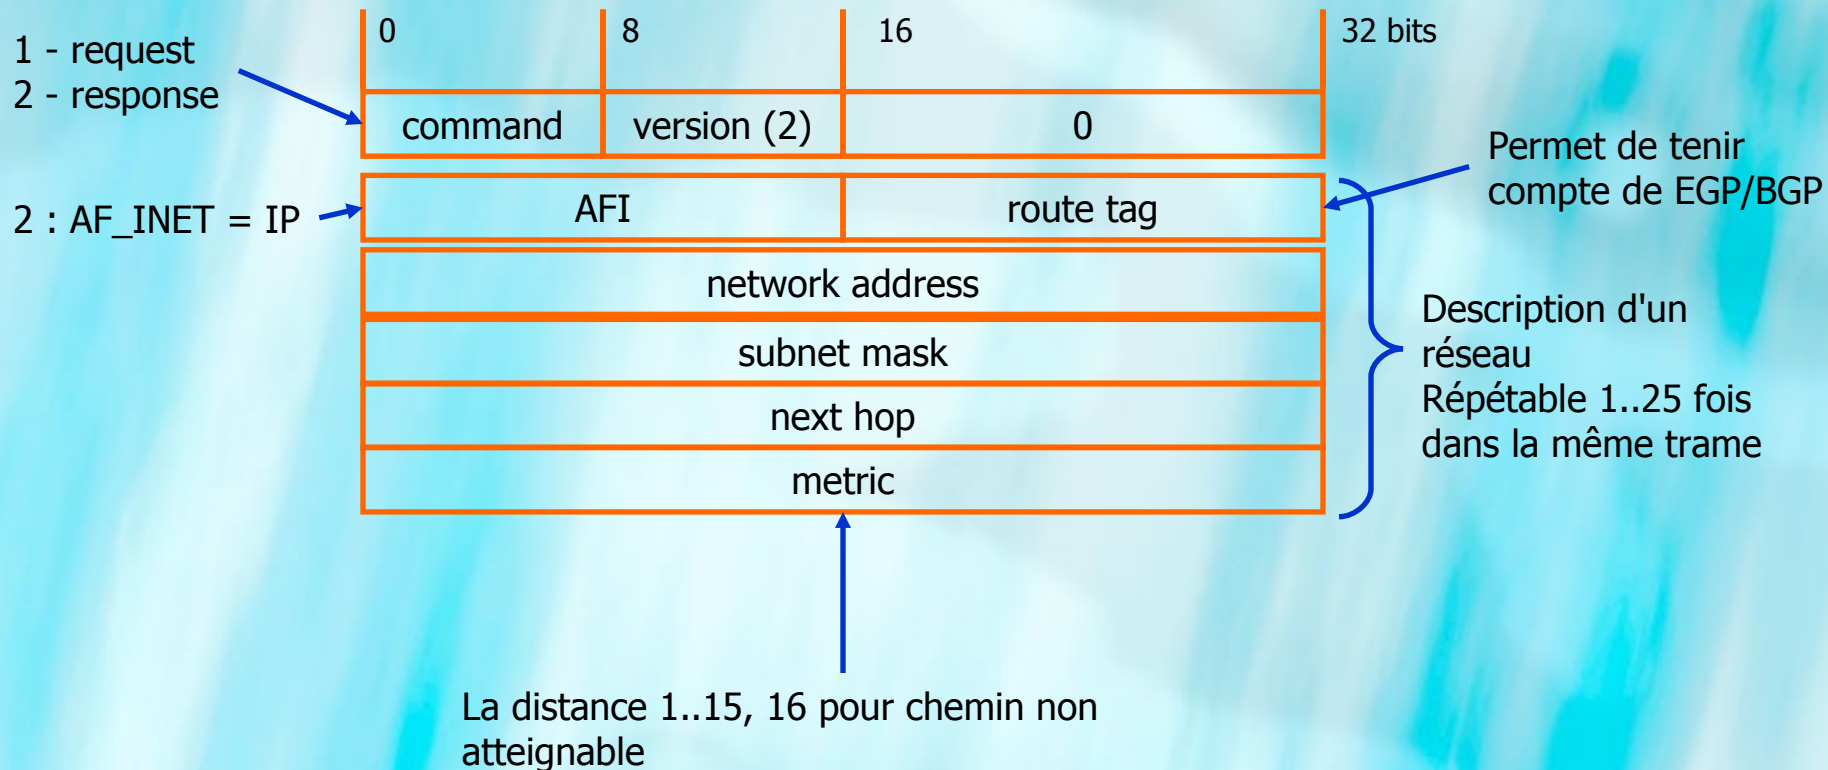 0 8 16 32 bits
1 - request
2 - response
command version (2) 0
Permet de tenir
compte de EGP/BGP
2 : AF_INET = IP
AFI route tag
network address
subnet mask
next hop
metric
Description d'un
réseau
Répétable 1..25 fois
dans la même trame
La distance 1..15, 16 pour chemin non
atteignable